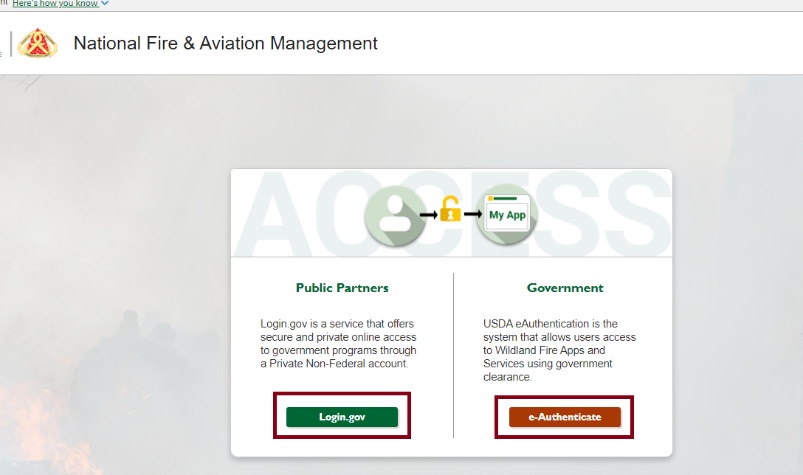 Here's how you know
National Fire & Aviation Management
ACCESS
My App
Public Partners
Government
Login.gov is a service that offers
secure and private online access
to government programs through
a Private Non-Federal account.
USDA eAuthentication is the
system that allows users access
to Wildland Fire Apps and
Services using government
clearance.
Login.gov
e-Authenticate